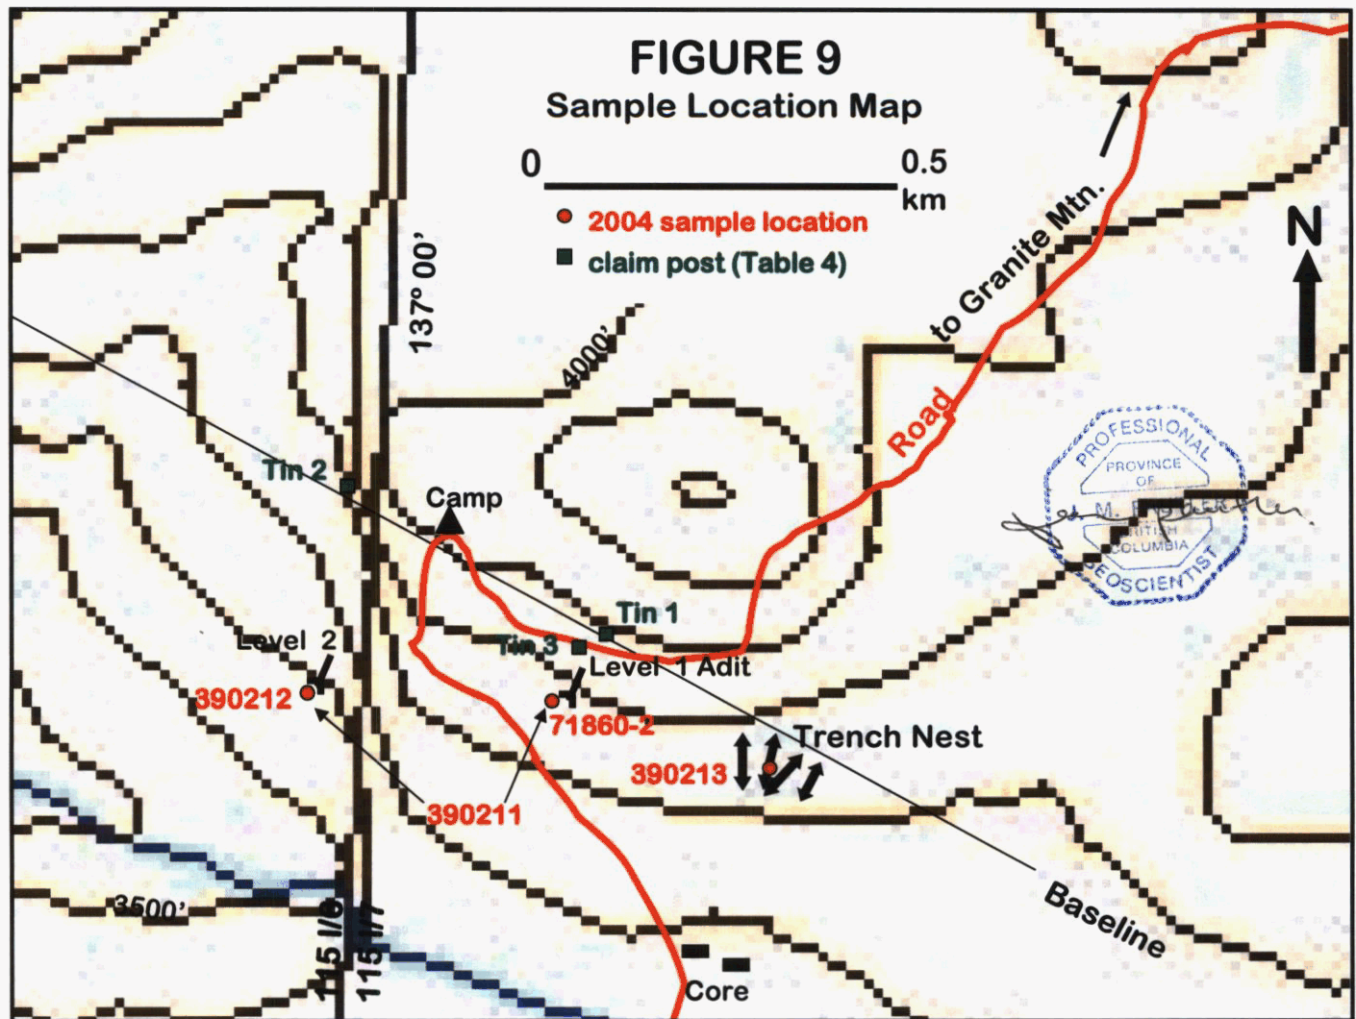 FIGURE 9
Sample Location Map
0 0.5
km
2004 sample location
claim post (Table 4)
137° 00'
to Granite Mtn.
N
4000'
Road
PROFESSIONAL
PROVINCE
OF
BRITISH
COLUMBIA
GEOSCIENTIST
Tin 2
Camp
Tin 1
Tin 3
Level 2
Level 1 Adit
390212
71860-2
Trench Nest
390213
390211
3500'
Baseline
115 I/6
115 I/7
Core